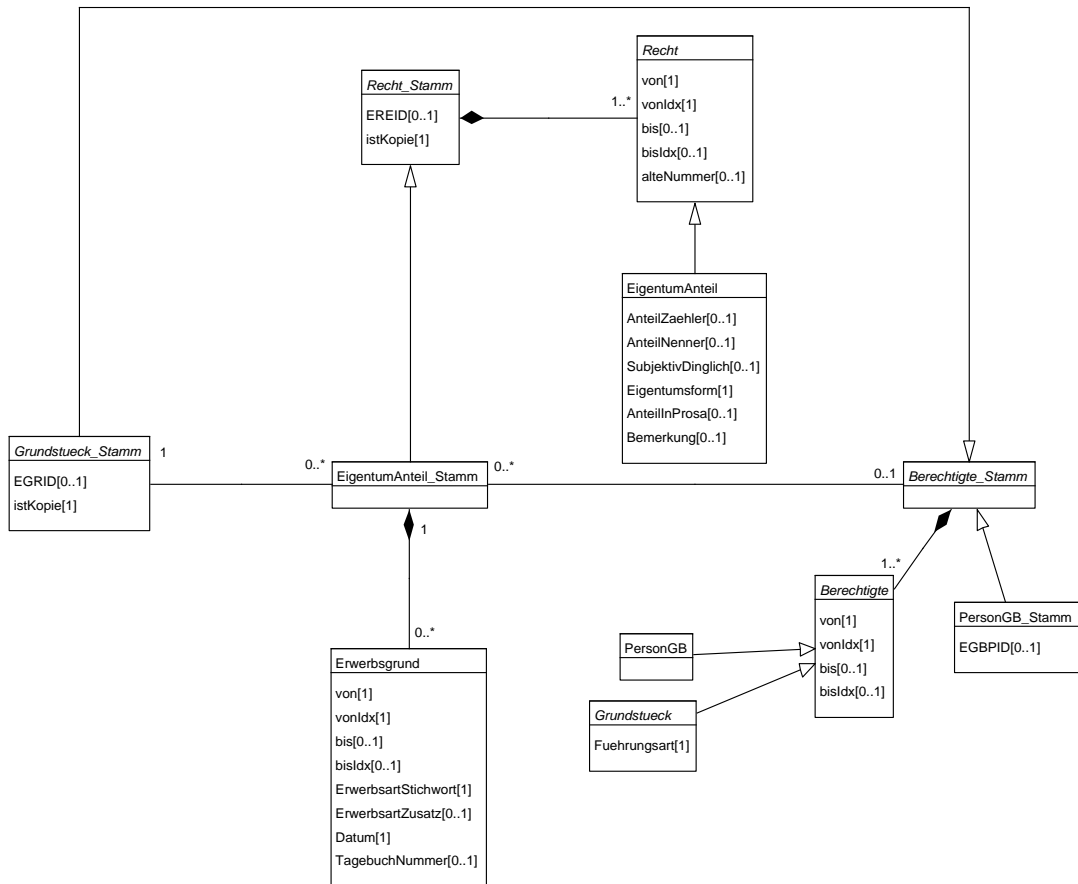 Recht
von[1]
vonIdx[1]
bis[0..1]
bisIdx[0..1]
alteNummer[0..1]
Recht_Stamm
EREID[0..1]
istKopie[1]
1..*
EigentumAnteil
AnteilZaehler[0..1]
AnteilNenner[0..1]
SubjektivDinglich[0..1]
Eigentumsform[1]
AnteilInProsa[0..1]
Bemerkung[0..1]
Grundstueck_Stamm
EGRID[0..1]
istKopie[1]
1
0..*
EigentumAnteil_Stamm
0..*
0..1
Berechtigte_Stamm
1
0..*
1..*
Berechtigte
von[1]
vonIdx[1]
bis[0..1]
bisIdx[0..1]
PersonGB_Stamm
EGBPID[0..1]
PersonGB
Grundstueck
Fuehrungsart[1]
Erwerbsgrund
von[1]
vonIdx[1]
bis[0..1]
bisIdx[0..1]
ErwerbsartStichwort[1]
ErwerbsartZusatz[0..1]
Datum[1]
TagebuchNummer[0..1]